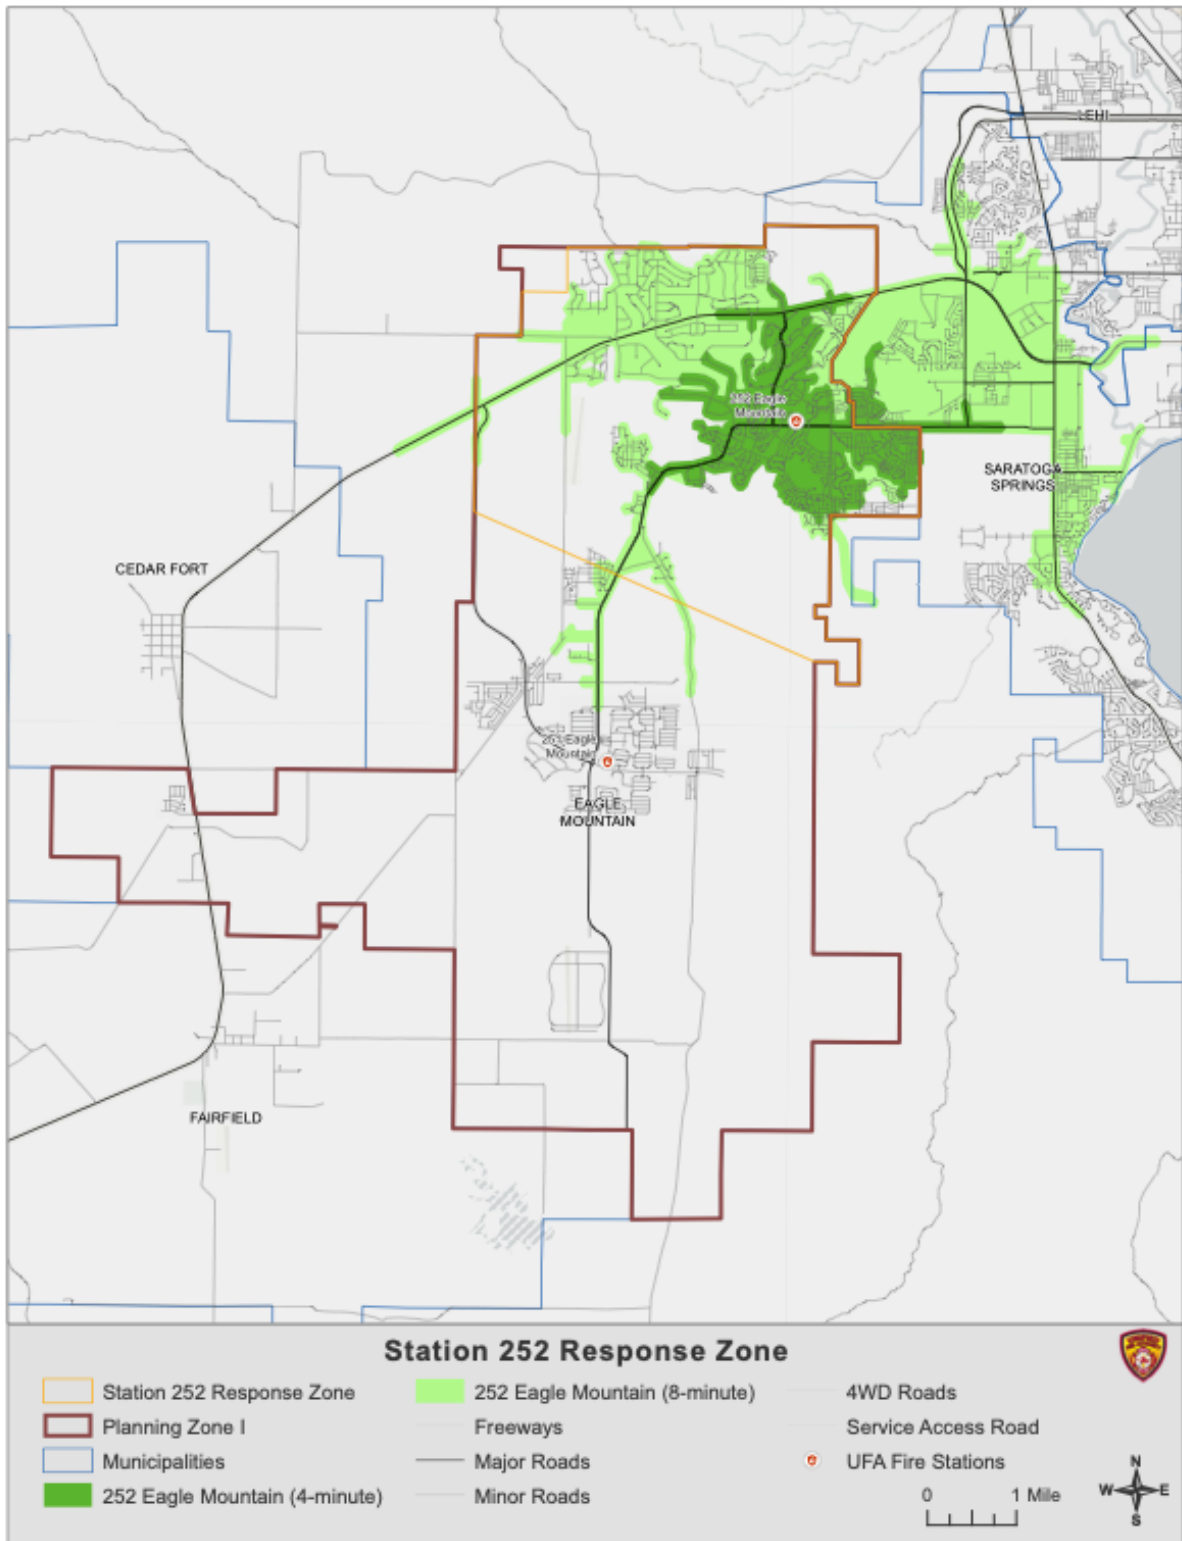 LEHI
252 Eagle
Mountain
SARATOGA
SPRINGS
CEDAR FORT
251 Eagle
Mountain
EAGLE
MOUNTAIN
FAIRFIELD
Station 252 Response Zone
Station 252 Response Zone
Planning Zone I
Municipalities
252 Eagle Mountain (4-minute)
252 Eagle Mountain (8-minute)
Freeways
Major Roads
Minor Roads
4WD Roads
Service Access Road
UFA Fire Stations
0 1 Mile
N
W E
S